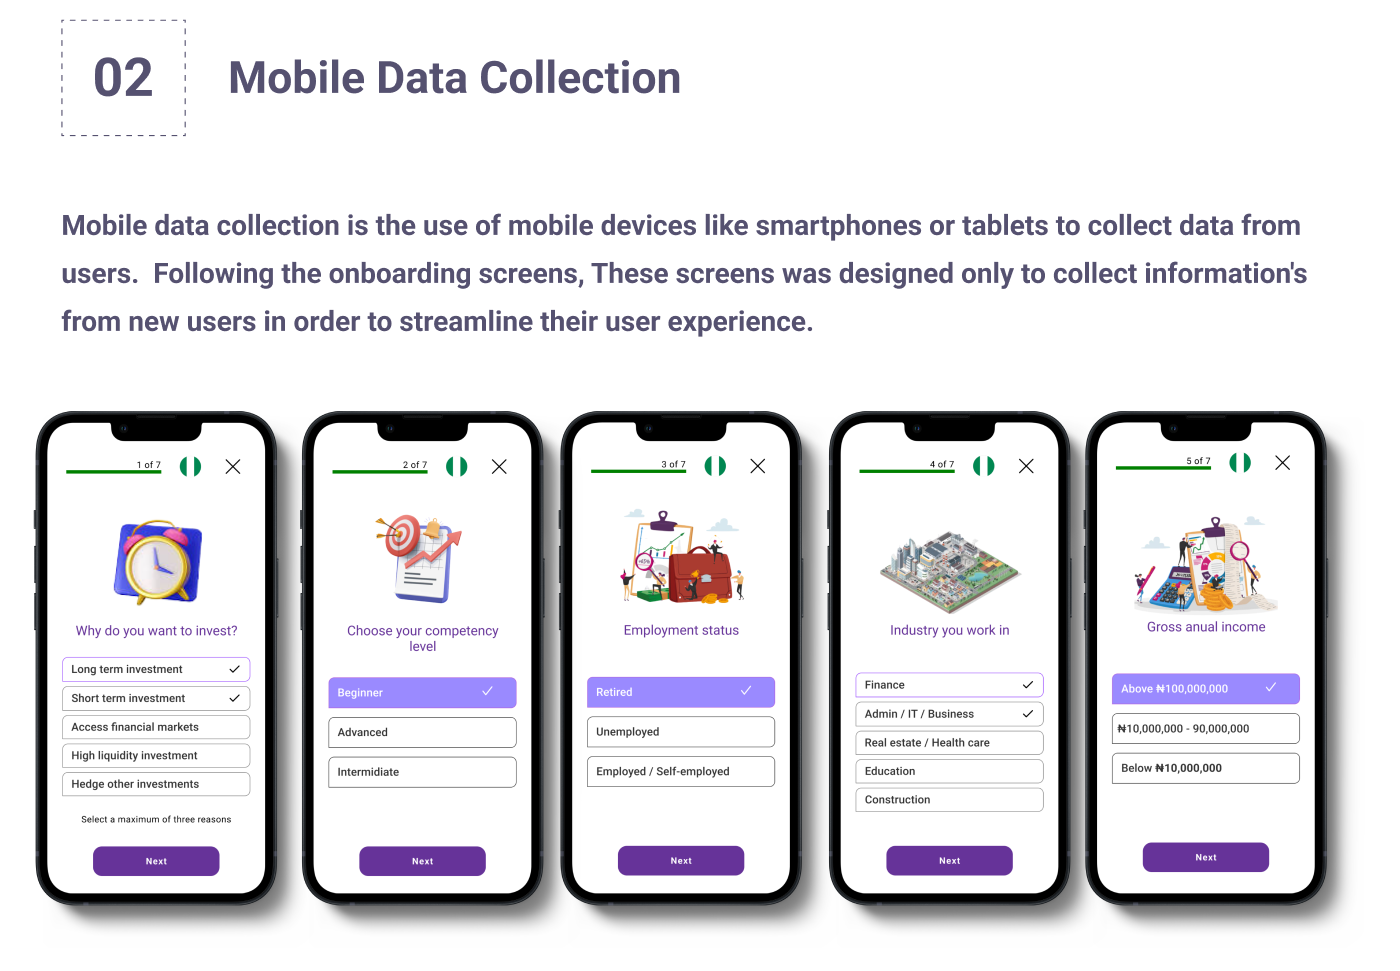 02
Mobile Data Collection
Mobile data collection is the use of mobile devices like smartphones or tablets to collect data from
users.  Following the onboarding screens, These screens was designed only to collect information's
from new users in order to streamline their user experience.
1 of 7
Why do you want to invest?
Long term investment
Short term investment
Access financial markets
High liquidity investment
Hedge other investments
Select a maximum of three reasons
Next
2 of 7
Choose your competency
level
Beginner
Advanced
Intermidiate
Next
3 of 7
Employment status
Retired
Unemployed
Employed / Self-employed
Next
4 of 7
Industry you work in
Finance
Admin / IT / Business
Real estate / Health care
Education
Construction
Next
5 of 7
Gross anual income
Above ₦100,000,000
₦10,000,000 - 90,000,000
Below ₦10,000,000
Next